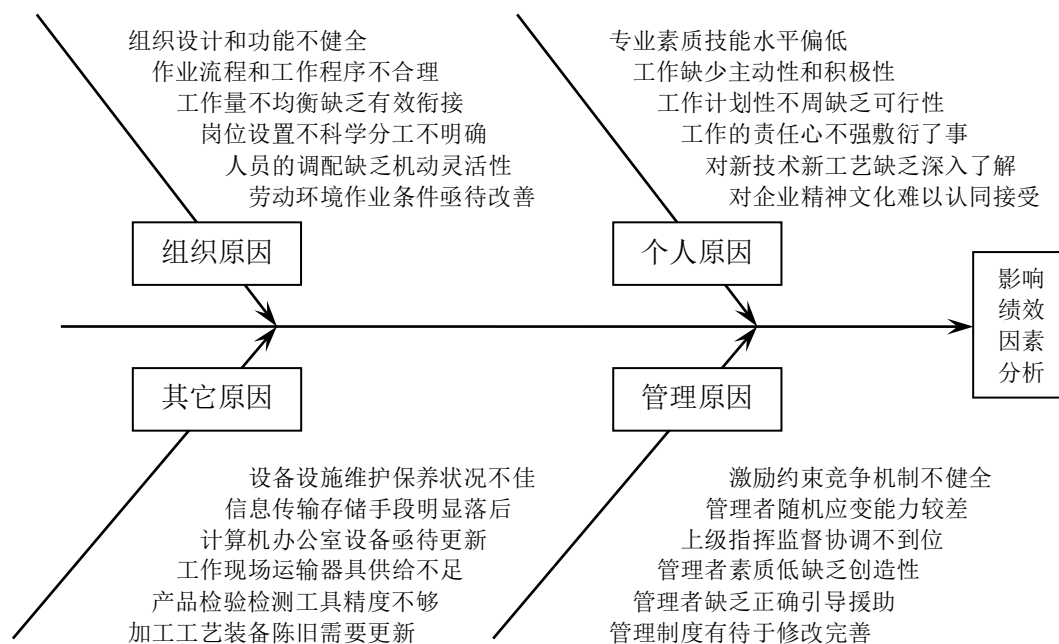 组织设计和功能不健全
作业流程和工作程序不合理
工作量不均衡缺乏有效衔接
岗位设置不科学分工不明确
人员的调配缺乏机动灵活性
劳动环境作业条件亟待改善
组织原因
专业素质技能水平偏低
工作缺少主动性和积极性
工作计划性不周缺乏可行性
工作的责任心不强敷衍了事
对新技术新工艺缺乏深入了解
对企业精神文化难以认同接受
个人原因
影响
绩效
因素
分析
其它原因
设备设施维护保养状况不佳
信息传输存储手段明显落后
计算机办公室设备亟待更新
工作现场运输器具供给不足
产品检验检测工具精度不够
加工工艺装备陈旧需要更新
管理原因
激励约束竞争机制不健全
管理者随机应变能力较差
上级指挥监督协调不到位
管理者素质低缺乏创造性
管理者缺乏正确引导援助
管理制度有待于修改完善